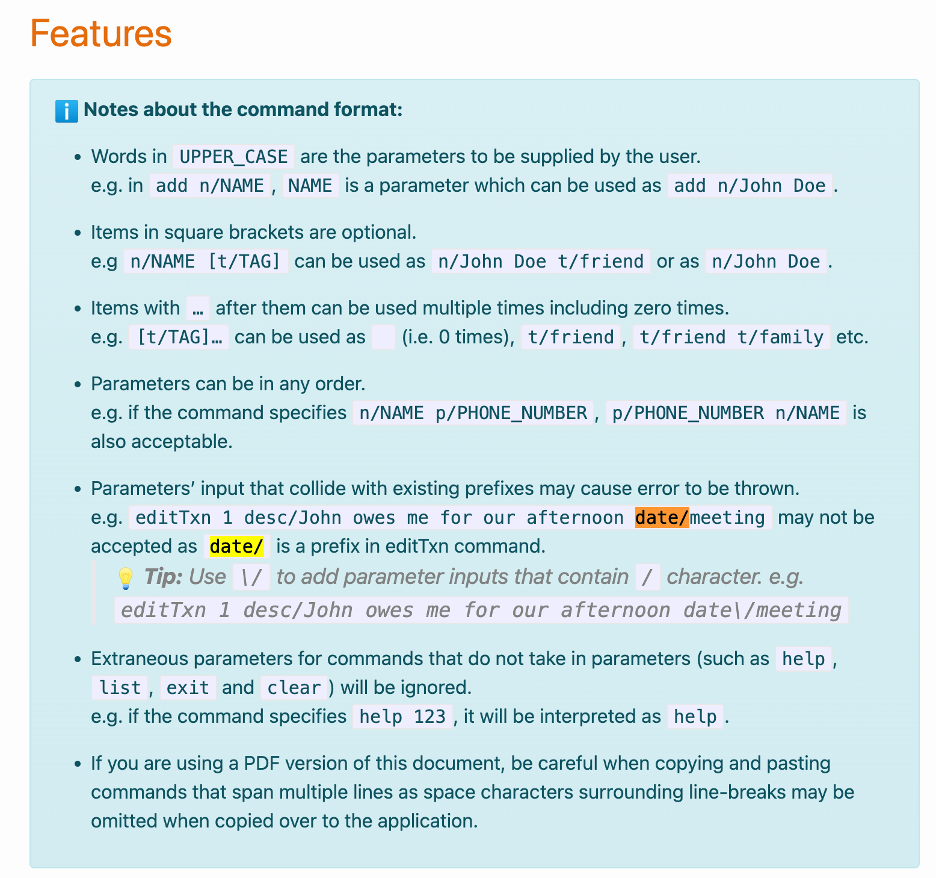 Features
Notes about the command format:
• Words in UPPER_CASE are the parameters to be supplied by the user.
e.g. in add n/NAME , NAME is a parameter which can be used as add n/John Doe .
• Items in square brackets are optional.
e.g n/NAME [t/TAG] can be used as n/John Doe t/friend or as n/John Doe .
• Items with … after them can be used multiple times including zero times.
e.g. [t/TAG]… can be used as (i.e. 0 times), t/friend , t/friend t/family etc.
• Parameters can be in any order.
e.g. if the command specifies n/NAME p/PHONE_NUMBER , p/PHONE_NUMBER n/NAME is
also acceptable.
• Parameters’ input that collide with existing prefixes may cause error to be thrown.
e.g. editTxn 1 desc/John owes me for our afternoon date/meeting may not be
accepted as date/ is a prefix in editTxn command.
Tip: Use \/ to add parameter inputs that contain / character. e.g.
editTxn 1 desc/John owes me for our afternoon date\/meeting
• Extraneous parameters for commands that do not take in parameters (such as help ,
list , exit and clear ) will be ignored.
e.g. if the command specifies help 123 , it will be interpreted as help .
• If you are using a PDF version of this document, be careful when copying and pasting
commands that span multiple lines as space characters surrounding line-breaks may be
omitted when copied over to the application.